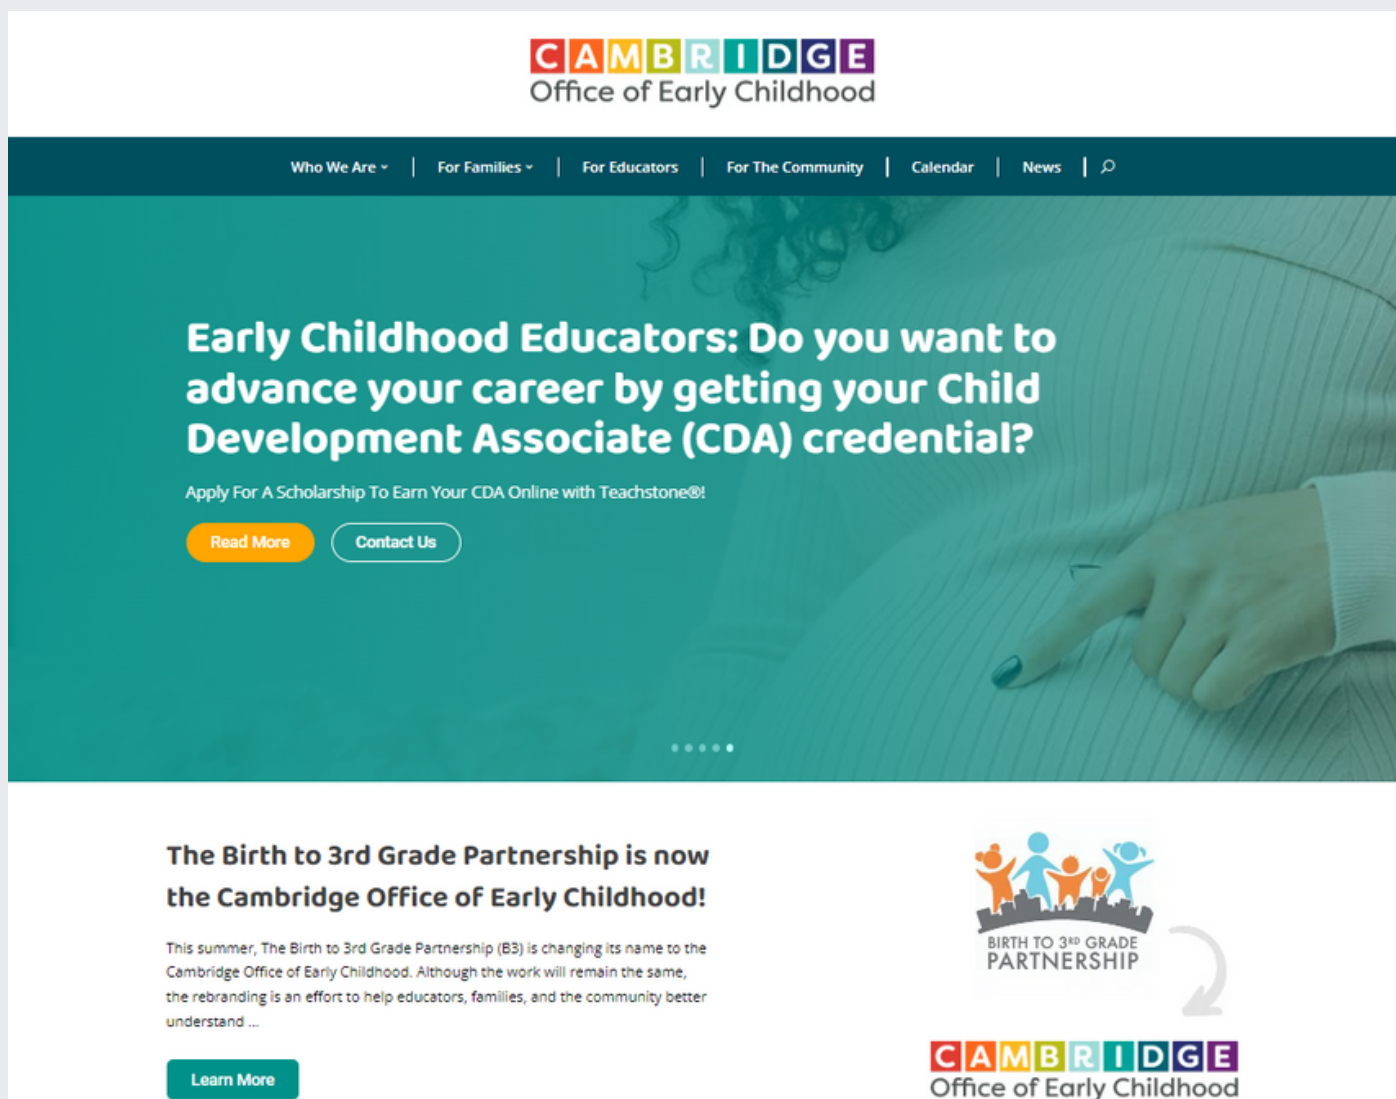 CAMBRIDGE
Office of Early Childhood
Who We Are
For Families
For Educators
For The Community
Calendar
News
Early Childhood Educators: Do you want to
advance your career by getting your Child
Development Associate (CDA) credential?
Apply For A Scholarship To Earn Your CDA Online with Teachstone®!
Read More
Contact Us
The Birth to 3rd Grade Partnership is now
the Cambridge Office of Early Childhood!
This summer, The Birth to 3rd Grade Partnership (B3) is changing its name to the
Cambridge Office of Early Childhood. Although the work will remain the same,
the rebranding is an effort to help educators, families, and the community better
understand ...
Learn More
BIRTH TO 3RD GRADE
PARTNERSHIP
CAMBRIDGE
Office of Early Childhood